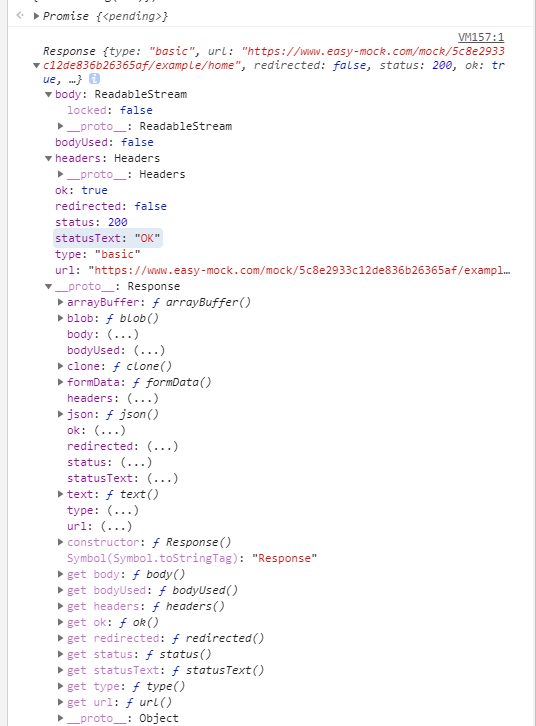 Promise {<pending>}
VM157:1
Response {type: "basic", url: "https://www.easy-mock.com/mock/5c8e2933
c12de836b26365af/example/home", redirected: false, status: 200, ok: tr
ue, …} i
body: ReadableStream
locked: false
__proto__: ReadableStream
bodyUsed: false
headers: Headers
__proto__: Headers
ok: true
redirected: false
status: 200
statusText: "OK"
type: "basic"
url: "https://www.easy-mock.com/mock/5c8e2933c12de836b26365af/exampl…
__proto__: Response
arrayBuffer: ƒ arrayBuffer()
blob: ƒ blob()
body: (...)
bodyUsed: (...)
clone: ƒ clone()
formData: ƒ formData()
headers: (...)
json: ƒ json()
ok: (...)
redirected: (...)
status: (...)
statusText: (...)
text: ƒ text()
type: (...)
url: (...)
constructor: ƒ Response()
Symbol(Symbol.toStringTag): "Response"
get body: ƒ body()
get bodyUsed: ƒ bodyUsed()
get headers: ƒ headers()
get ok: ƒ ok()
get redirected: ƒ redirected()
get status: ƒ status()
get statusText: ƒ statusText()
get type: ƒ type()
get url: ƒ url()
__proto__: Object